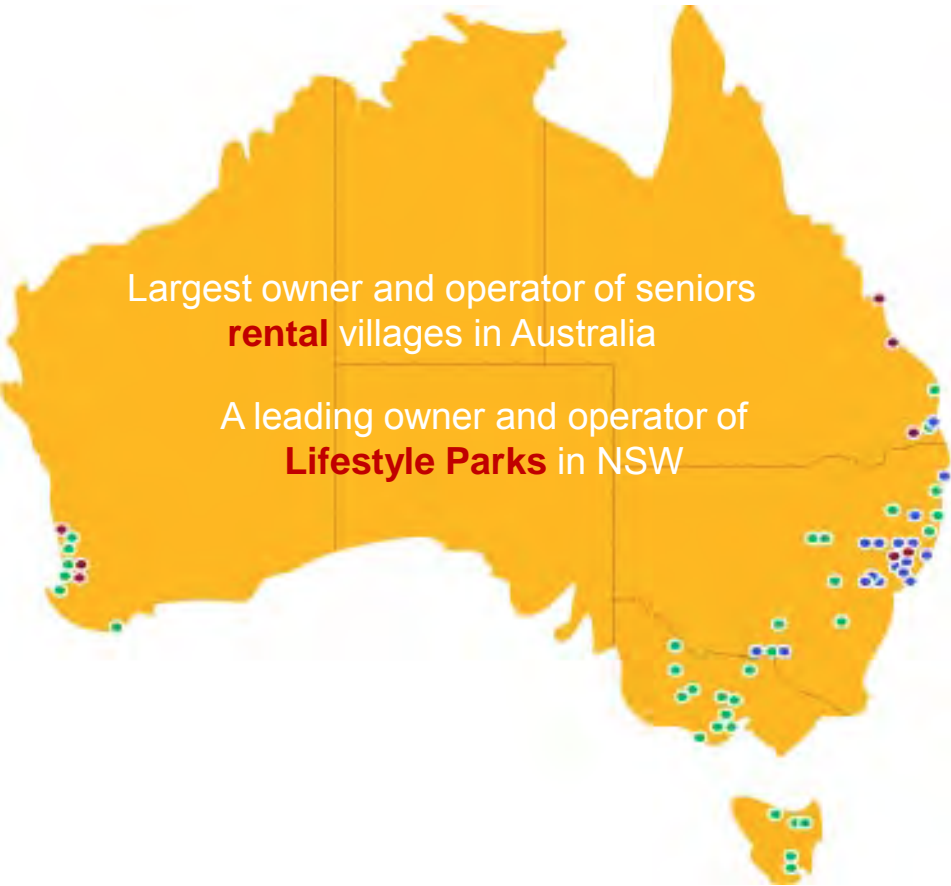 Largest owner and operator of seniors
rental villages in Australia
A leading owner and operator of
Lifestyle Parks in NSW